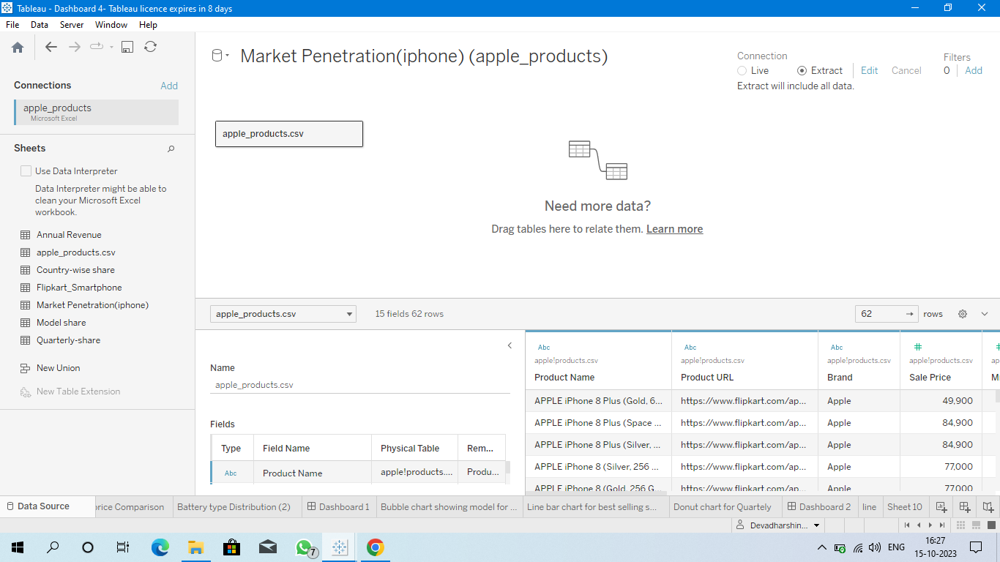 Tableau - Dashboard 4- Tableau licence expires in 8 days
File Data Server Window Help
Connections Add
apple_products
Microsoft Excel
Sheets
Use Data Interpreter
Data Interpreter might be able to
clean your Microsoft Excel
workbook.
Annual Revenue
apple_products.csv
Country-wise share
Flipkart_Smartphone
Market Penetration(iphone)
Model share
Quarterly-share
New Union
New Table Extension
Market Penetration(iphone) (apple_products)
Connection
Live Extract Edit Cancel
Extract will include all data.
Filters
0 Add
apple_products.csv
Need more data?
Drag tables here to relate them. Learn more
apple_products.csv 15 fields 62 rows 62 rows
Name
apple_products.csv
Fields
Type Field Name Physical Table Rem...
Abc Product Name apple!products.... Produ...
Abc Abc Abc #
apple!products.csv apple!products.csv apple!products.csv apple!products.csv ap
Product Name Product URL Brand Sale Price M
APPLE iPhone 8 Plus (Gold, 6... https://www.flipkart.com/ap... Apple 49,900
APPLE iPhone 8 Plus (Space ... https://www.flipkart.com/ap... Apple 84,900
APPLE iPhone 8 Plus (Silver, ... https://www.flipkart.com/ap... Apple 84,900
APPLE iPhone 8 (Silver, 256 ... https://www.flipkart.com/ap... Apple 77,000
APPLE iPhone 8 (Gold, 256 G... https://www.flipkart.com/ap... Apple 77,000
Data Source price Comparison Battery type Distribution (2) Dashboard 1 Bubble chart showing model for ... Line bar chart for best selling s... Donut chart for Quartely Dashboard 2 line Sheet 10
Devadharshin...
7 ENG 16:27
15-10-2023